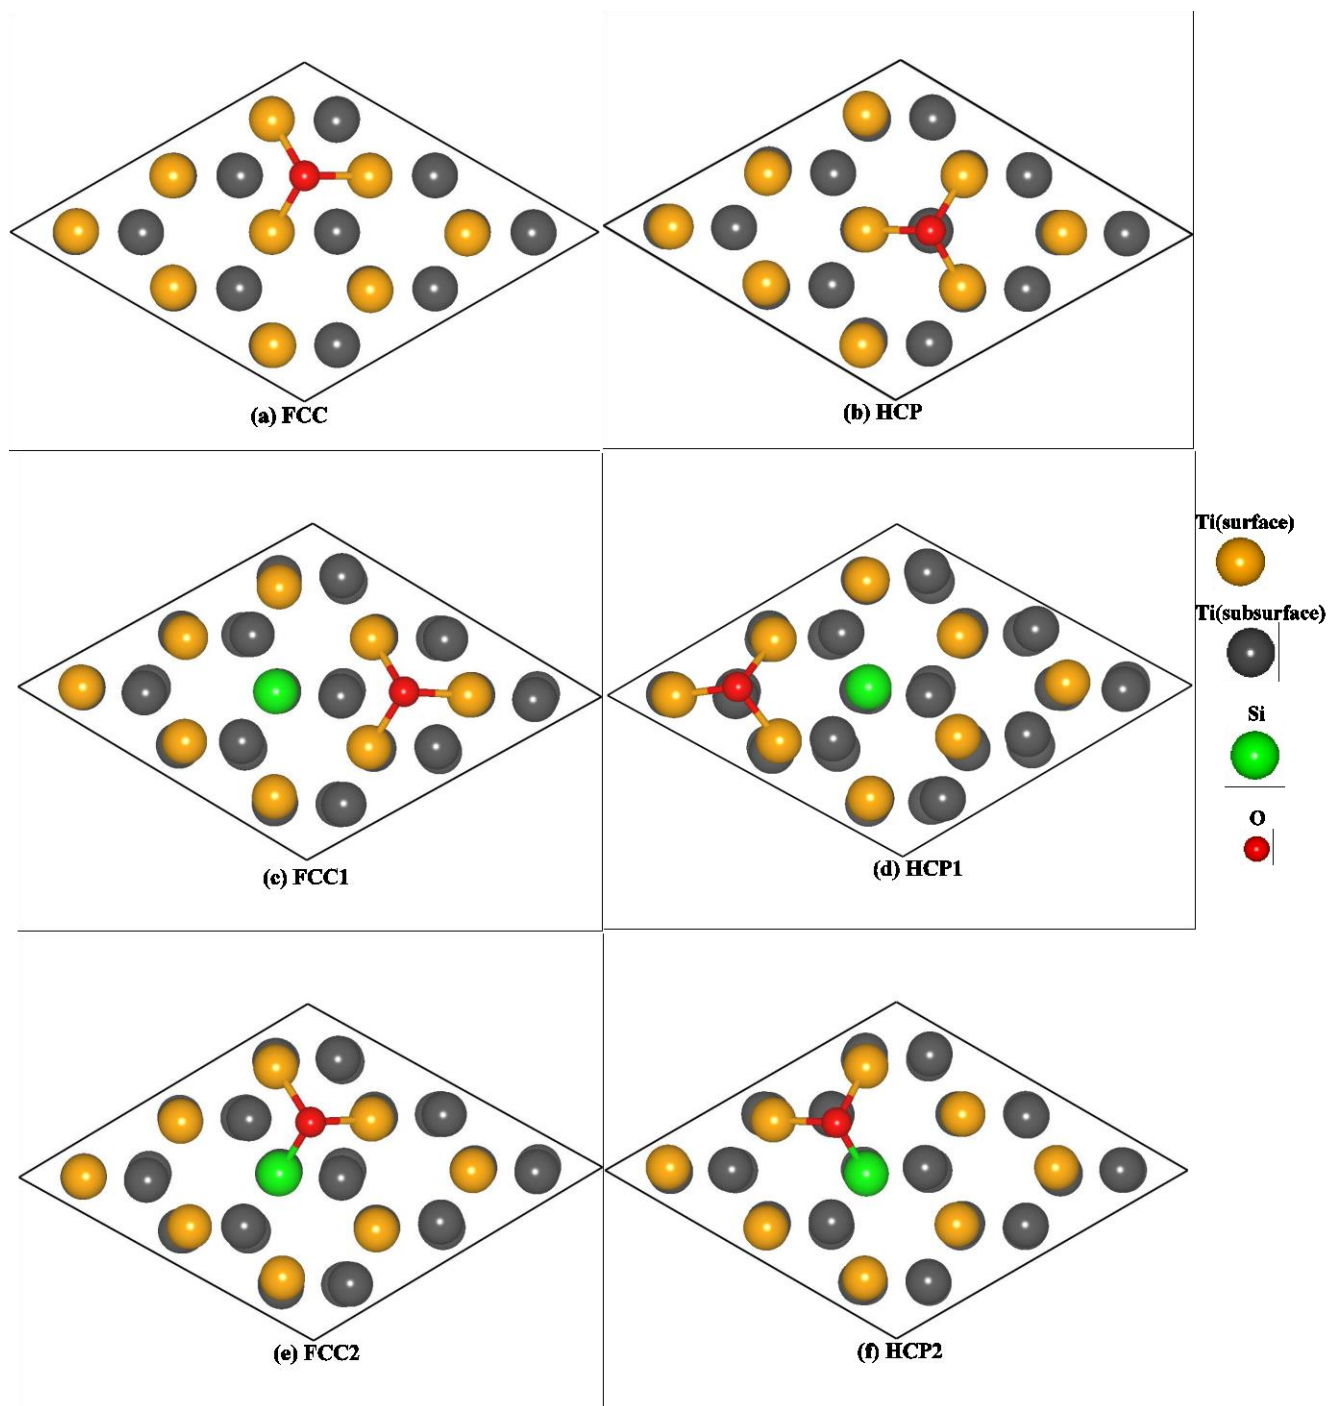 (a) FCC
(b) HCP
Ti(surface)
Ti(subsurface)
Si
O
(c) FCC1
(d) HCP1
(e) FCC2
(f) HCP2